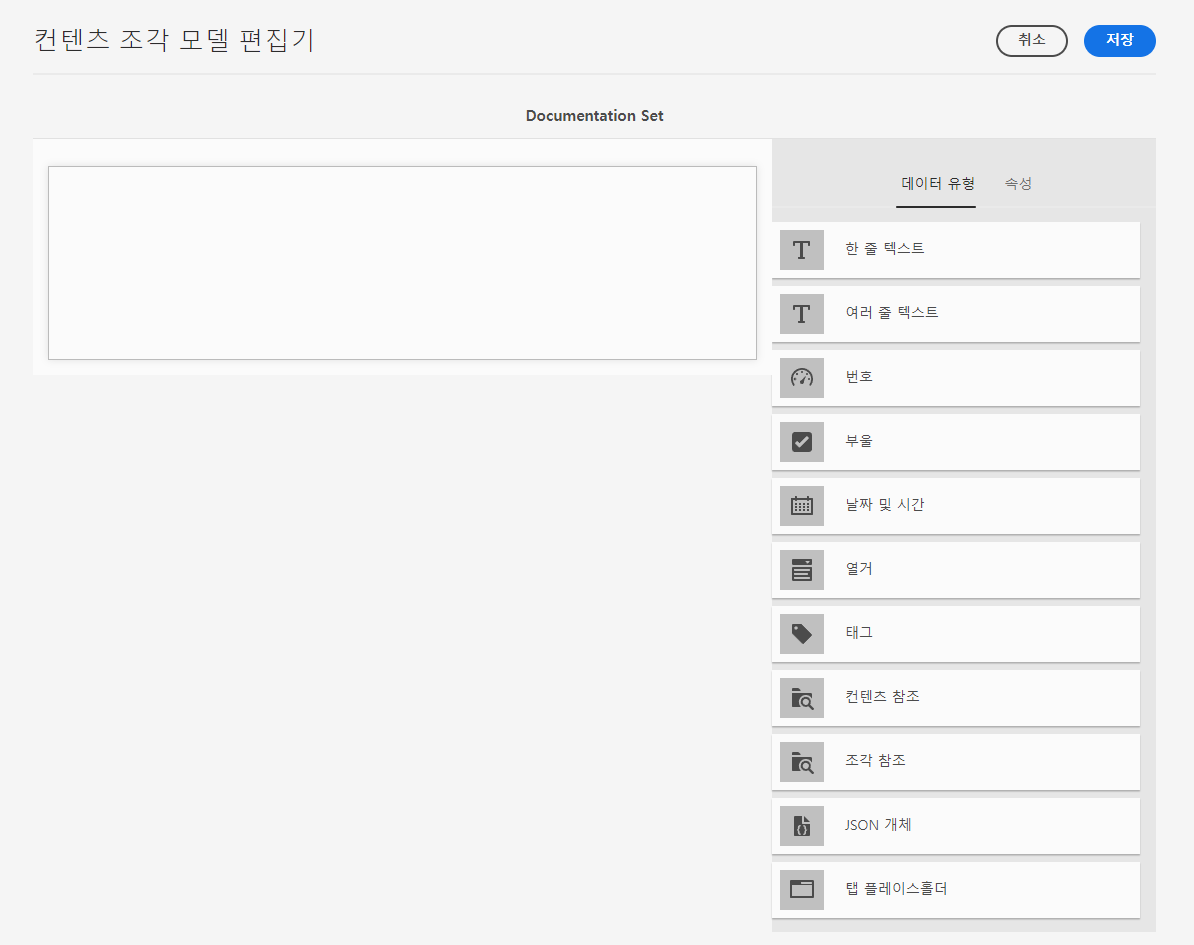 컨텐츠 조각 모델 편집기
취소
저장
Documentation Set
데이터 유형
속성
한 줄 텍스트
여러 줄 텍스트
번호
부울
날짜 및 시간
열거
태그
컨텐츠 참조
조각 참조
JSON 개체
탭 플레이스홀더